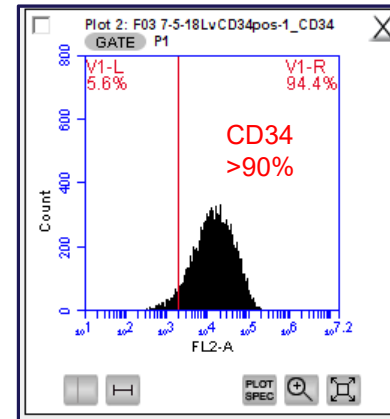 Plot 2: F03 7-5-18LvCD34pos-1_CD34
GATE P1
V1-L V1-R
5.6% 94.4%
CD34
>90%
Count
800
600
400
200
0
10^1 10^2 10^3 10^4 10^5 10^6 10^7.2
FL2-A
PLOT
SPEC